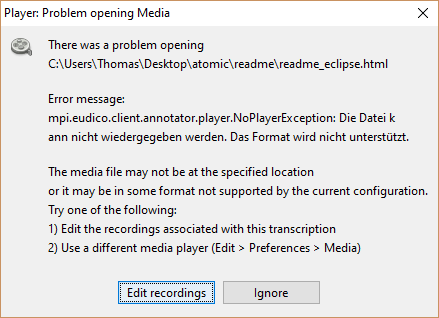 Player: Problem opening Media
There was a problem opening
C:\Users\Thomas\Desktop\atomic\readme\readme_eclipse.html
Error message:
mpi.eudico.client.annotator.player.NoPlayerException: Die Datei k
ann nicht wiedergegeben werden. Das Format wird nicht unterstützt.
The media file may not be at the specified location
or it may be in some format not supported by the current configuration.
Try one of the following:
1) Edit the recordings associated with this transcription
2) Use a different media player (Edit > Preferences > Media)
Edit recordings
Ignore